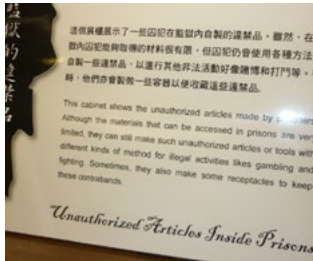 監獄的違禁品
這個展櫃展示了一些囚犯在監獄內自製的違禁品。雖然,在
獄內囚犯能夠取得的材料很有限,但囚犯仍會使用各種方法
自製一些違禁品,以進行其他非法活動好像賭博和打鬥等。
時,他們亦會製做一些容器以便收藏這些違禁品。
This cabinet shows the unauthorized articles made by
Although the materials that can be accessed in prisons are very
limited, they can still make such unauthorized articles or tools with
different kinds of method for illegal activities like gambling and
fighting. Sometimes, they also make some receptacles to keep
these contrabands.
Unauthorized Articles Inside Prisons